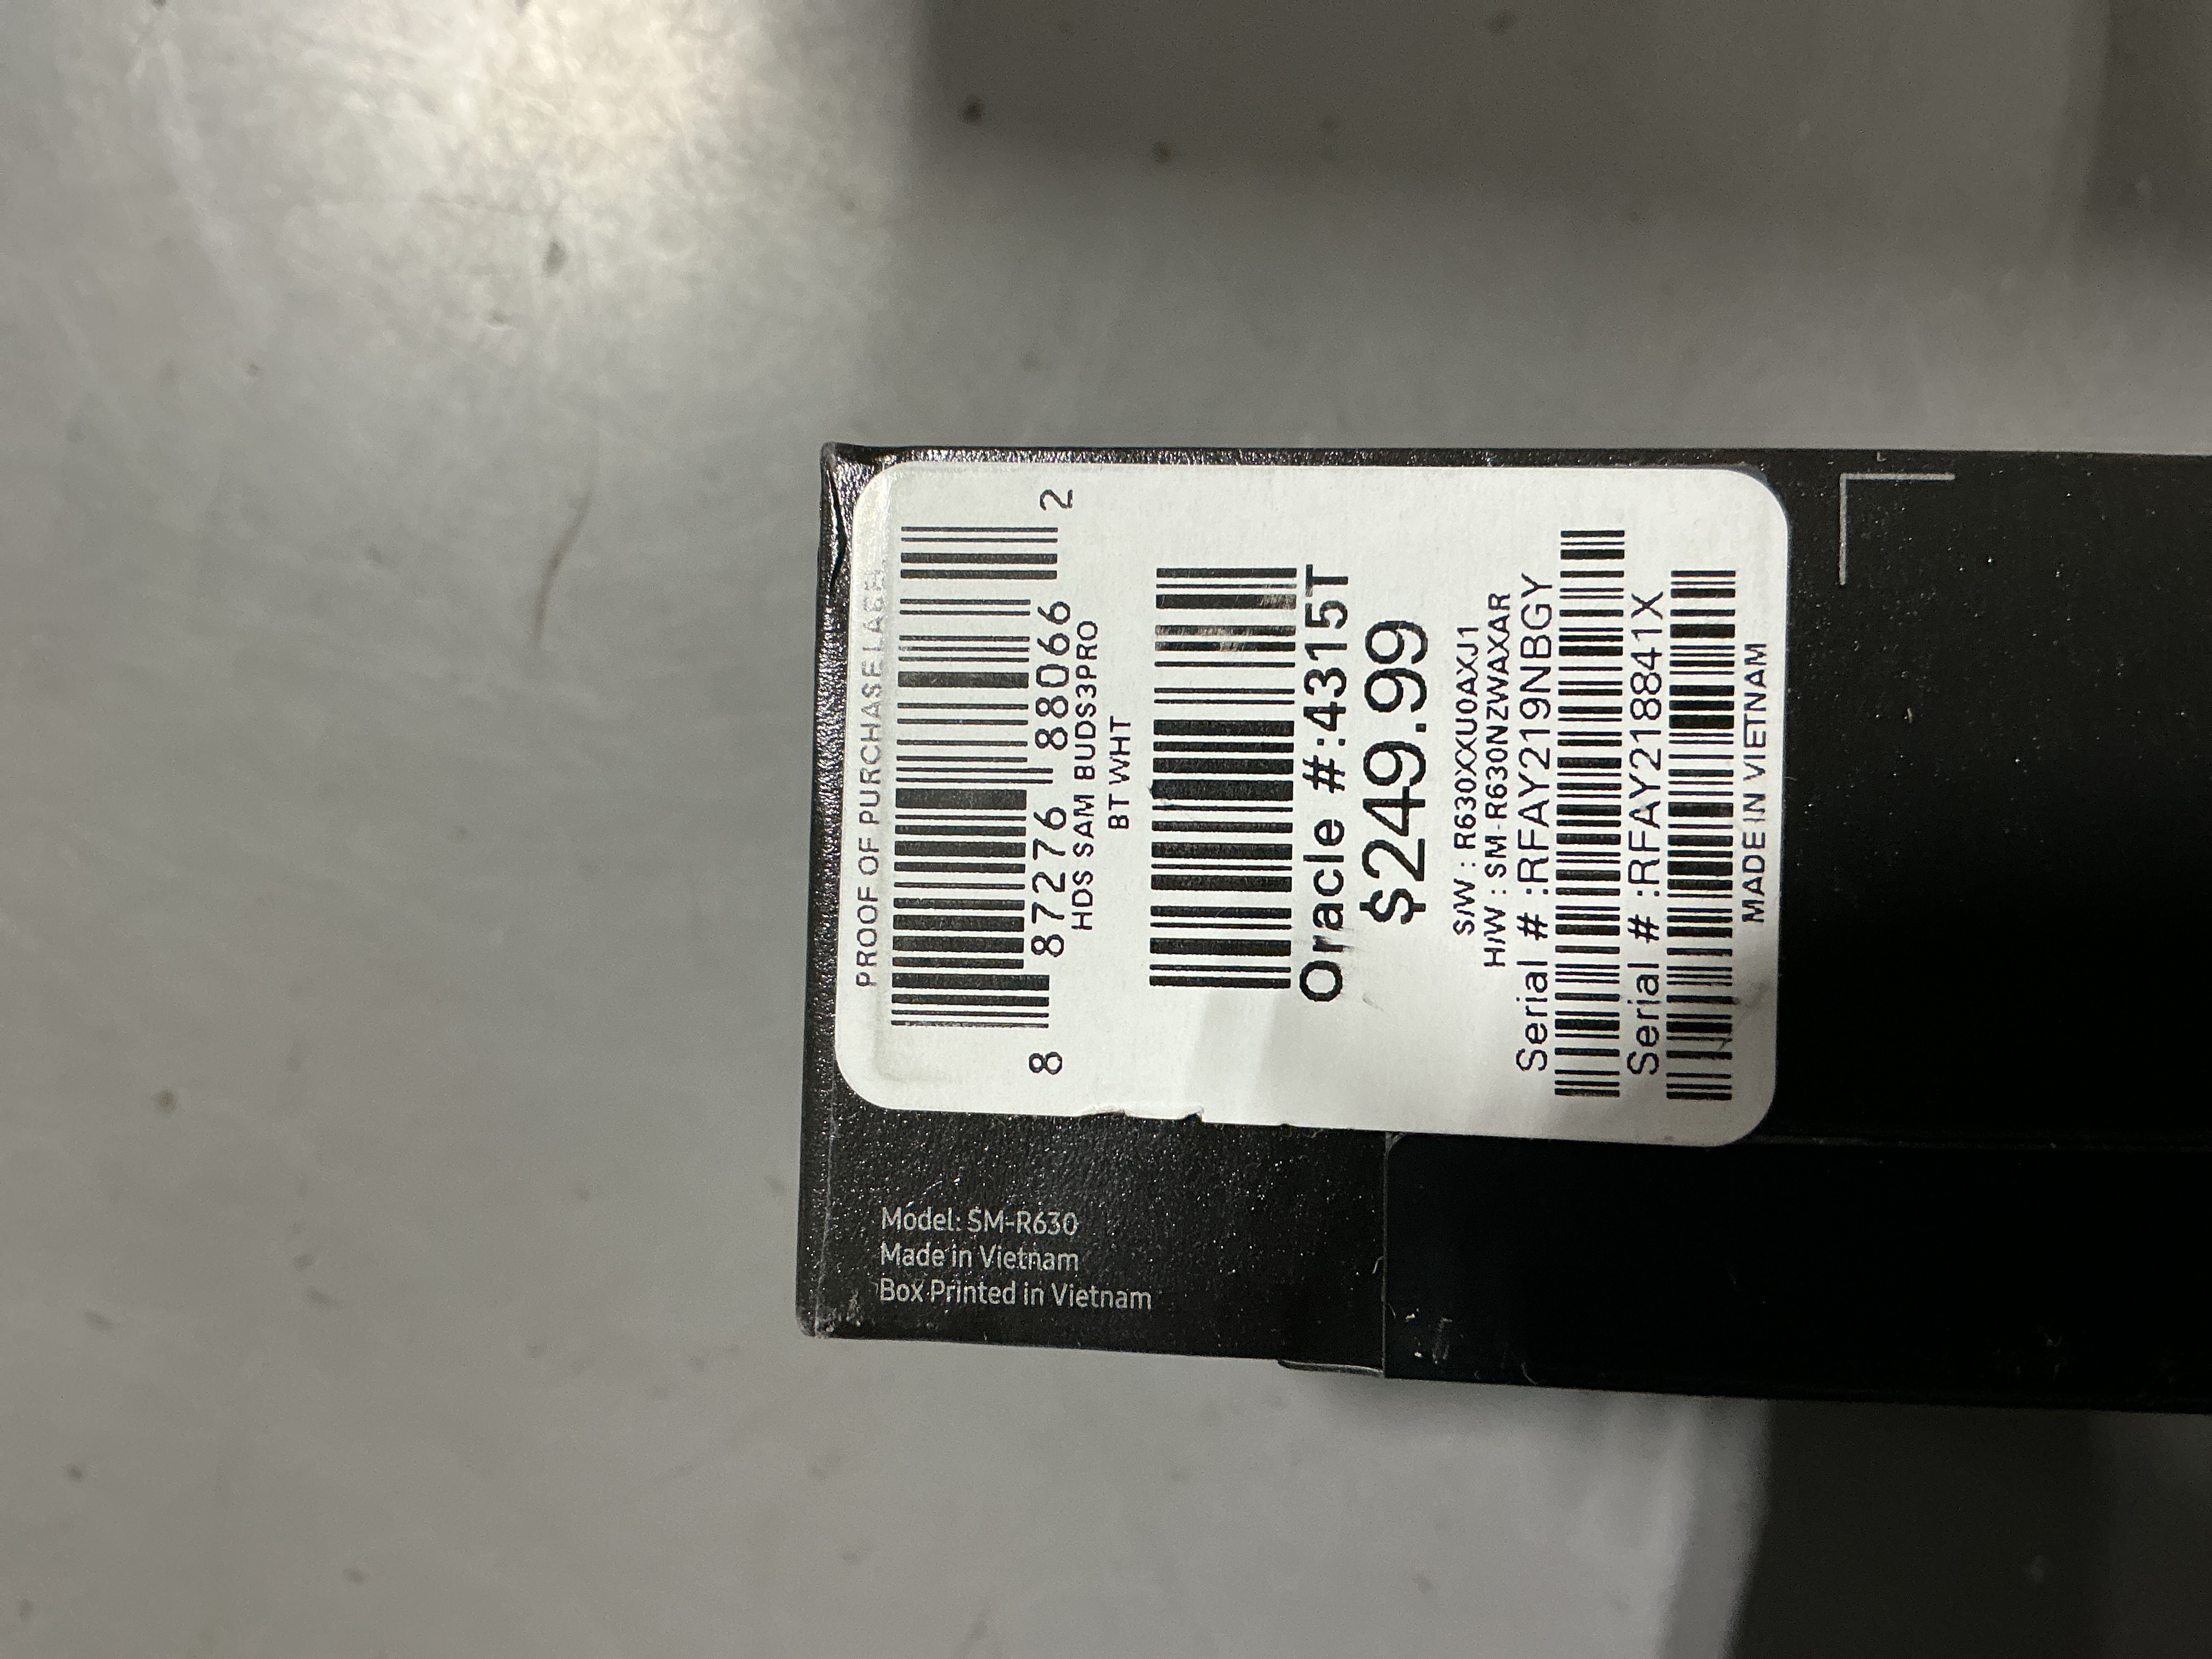 PROOF OF PURCHASE LABEL
8 87276 88066 2
HDS SAM BUDS3PRO
BT WHT
Oracle #:4315T
$249.99
S/W : R630XXU0AXJ1
H/W : SM-R630NZWAXAR
Serial # :RFAY219NBGY
Serial # :RFAY218841X
MADE IN VIETNAM
Model: SM-R630
Made in Vietnam
Box Printed in Vietnam